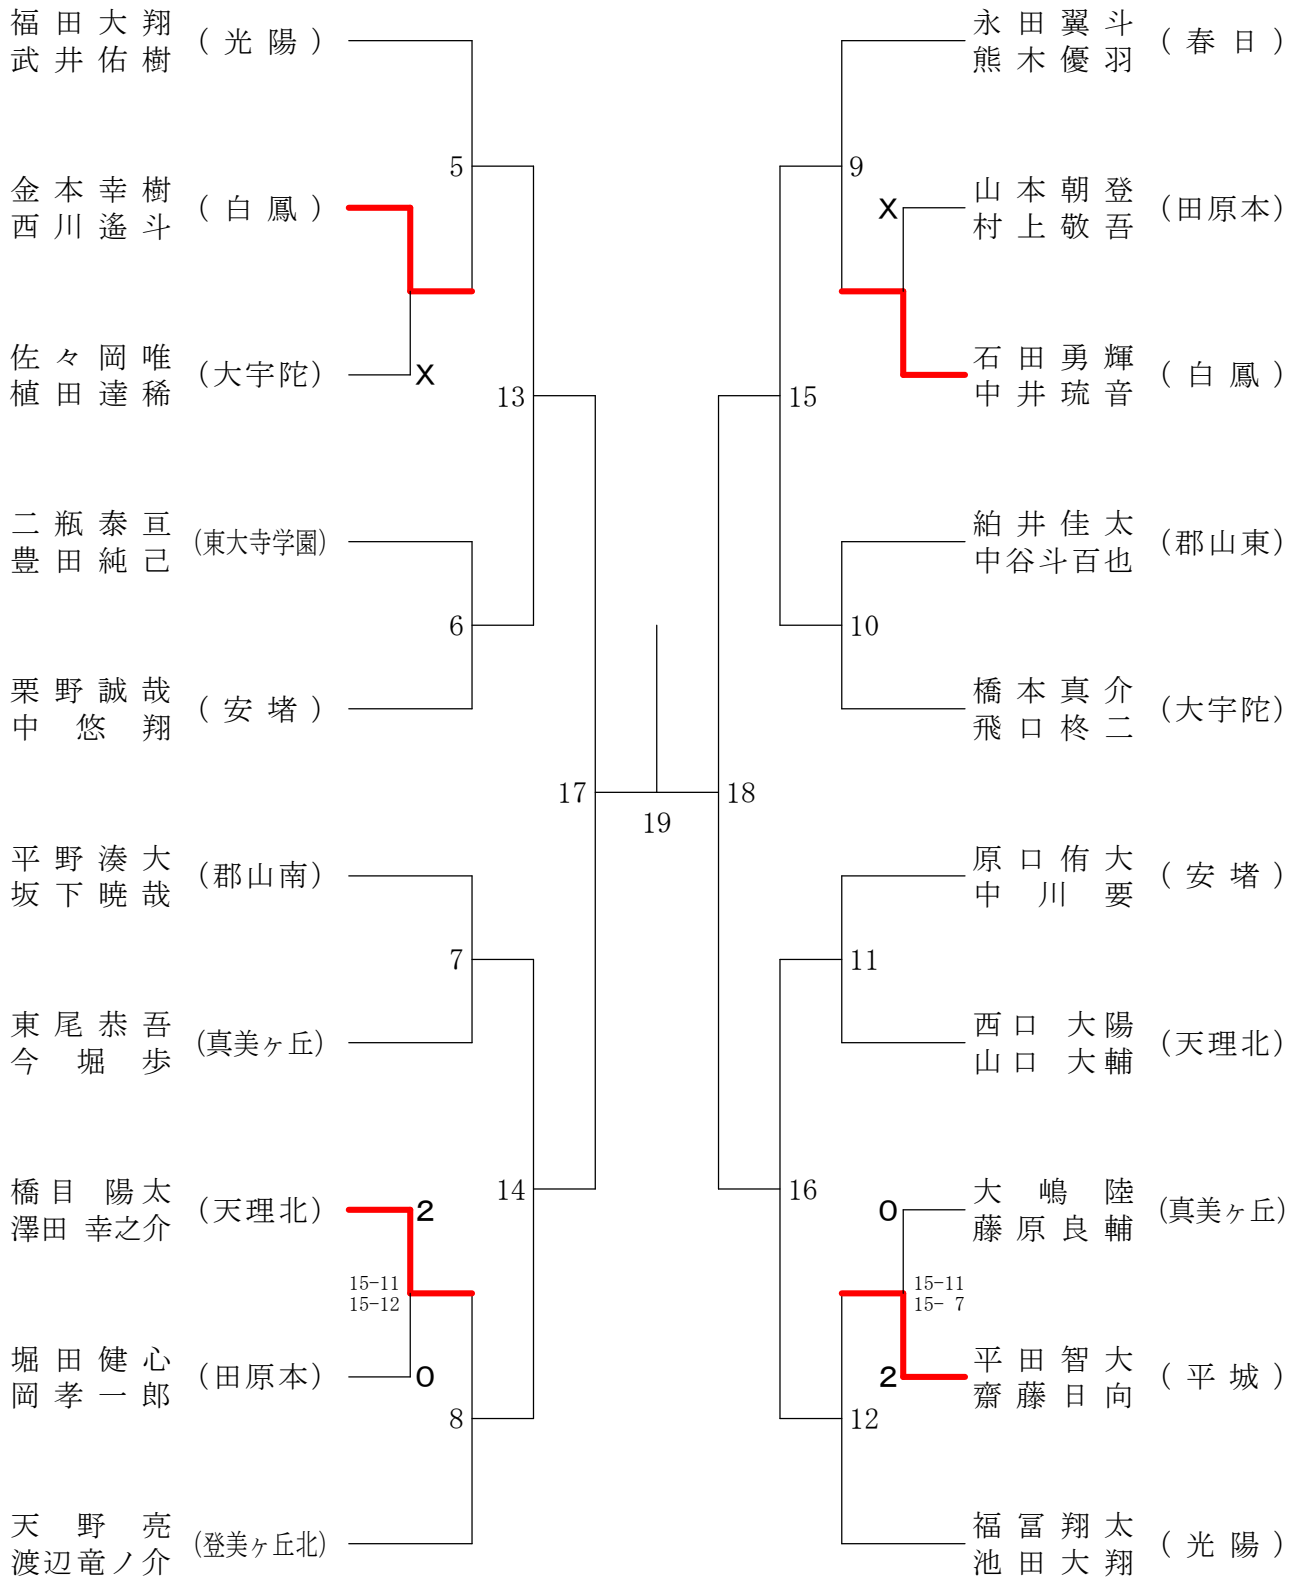 福田大翔
武井佑樹
(光陽)
金本幸樹
西川遙斗
(白鳳)
佐々岡唯
植田達稀
(大宇陀)
X
5
13
二瓶泰亘
豊田純己
(東大寺学園)
6
栗野誠哉
中悠翔
(安堵)
17
平野湊大
坂下暁哉
(郡山南)
7
東尾恭吾
今堀歩
(真美ヶ丘)
14
橋目 陽太
澤田 幸之介
(天理北)
2
15-11
15-12
堀田健心
岡孝一郎
(田原本)
0
8
天野亮
渡辺竜ノ介
(登美ヶ丘北)
19
永田翼斗
熊木優羽
(春日)
9
X
山本朝登
村上敬吾
(田原本)
石田勇輝
中井琉音
(白鳳)
15
絈井佳太
中谷斗百也
(郡山東)
10
橋本真介
飛口柊二
(大宇陀)
18
原口侑大
中川要
(安堵)
11
西口 大陽
山口 大輔
(天理北)
16
0
大嶋陸
藤原良輔
(真美ヶ丘)
15-11
15- 7
2
平田智大
齋藤日向
(平城)
12
福冨翔太
池田大翔
(光陽)